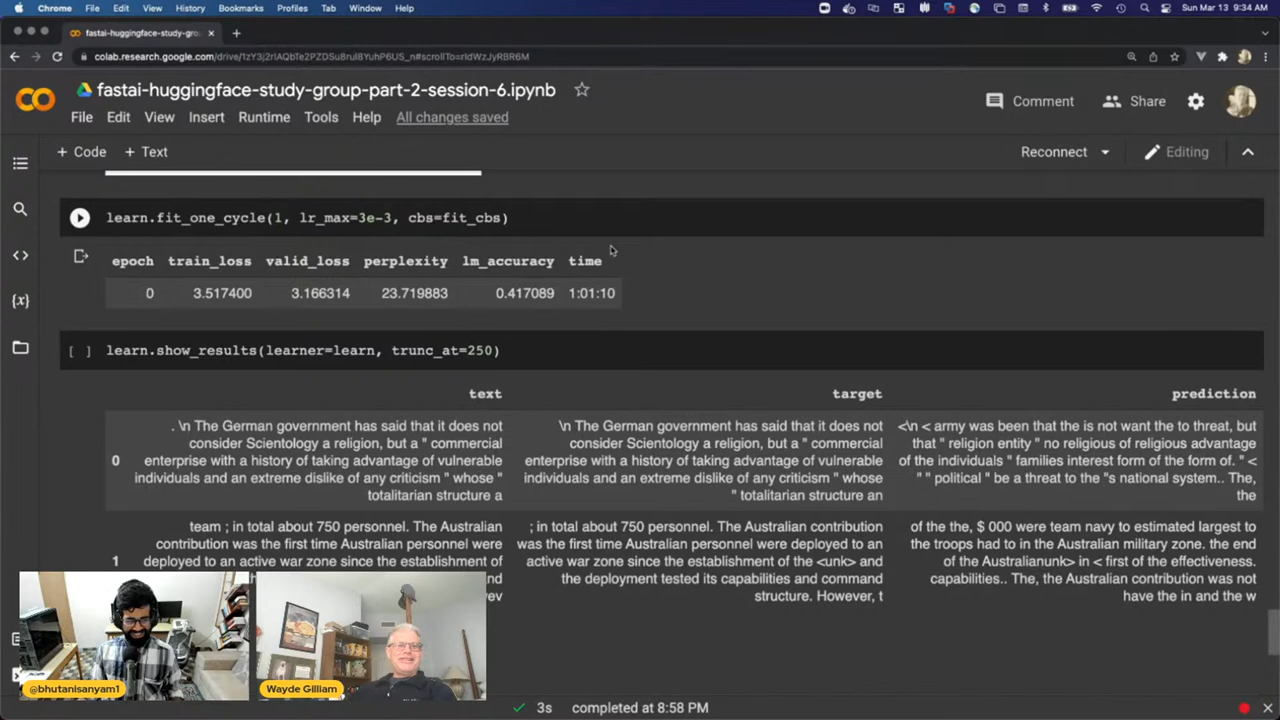 Chrome File Edit View History Bookmarks Profiles Tab Window Help Sun Mar 13 9:34 AM
fastai-huggingface-study-gro
colab.research.google.com/drive/1zY3j2rIAQbTe2PZDSu8rul8YuhP6US_n#scrollTo=rIdWzJyRBR6M
fastai-huggingface-study-group-part-2-session-6.ipynb
Comment Share
File Edit View Insert Runtime Tools Help All changes saved
+ Code + Text Reconnect Editing
learn.fit_one_cycle(1, lr_max=3e-3, cbs=fit_cbs)
epoch train_loss valid_loss perplexity lm_accuracy time
0 3.517400 3.166314 23.719883 0.417089 1:01:10
[ ] learn.show_results(learner=learn, trunc_at=250)
text target prediction
0
. \n The German government has said that it does not
consider Scientology a religion, but a " commercial
enterprise with a history of taking advantage of vulnerable
individuals and an extreme dislike of any criticism " whose
" totalitarian structure a
\n The German government has said that it does not
consider Scientology a religion, but a " commercial
enterprise with a history of taking advantage of vulnerable
individuals and an extreme dislike of any criticism " whose
" totalitarian structure an
<\n < army was been that the is not want the to threat, but
that " religion entity " no religious of religious advantage
of the individuals " families interest form of the form of. " <
" " political " be a threat to the "s national system.. The,
the
1
team ; in total about 750 personnel. The Australian
contribution was the first time Australian personnel were
deployed to an active war zone since the establishment of
; in total about 750 personnel. The Australian contribution
was the first time Australian personnel were deployed to an
active war zone since the establishment of the <unk> and
the deployment tested its capabilities and command
structure. However, t
of the the, $ 000 were team navy to estimated largest to
the troops had to in the Australian military zone. the end
of the Australianunk> in < first of the effectiveness.
capabilities.. The, the Australian contribution was not
have the in and the w
@bhutanisanyam1
Wayde Gilliam
3s completed at 8:58 PM